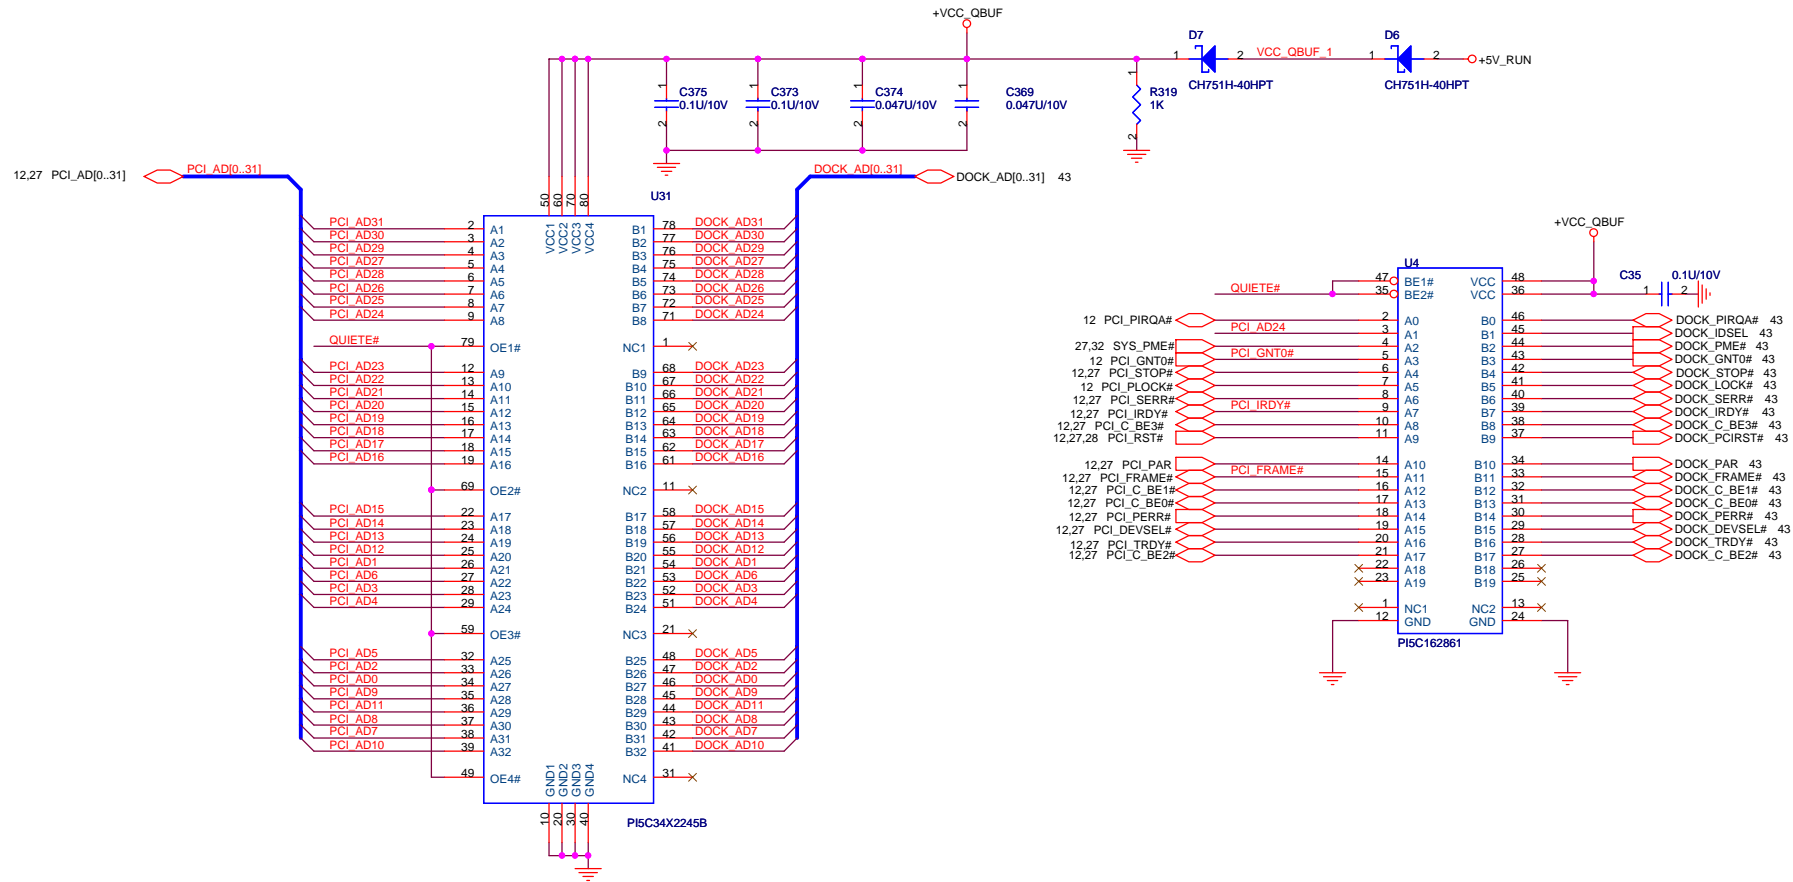 +VCC_QBUF
D7
1 2 VCC_QBUF_1
CH751H-40HPT
D6
1 2 +5V_RUN
CH751H-40HPT
1 C375 0.1U/10V 2
1 C373 0.1U/10V 2
1 C374 0.047U/10V 2
1 C369 0.047U/10V 2
1 R319 1K 2
12,27 PCI_AD[0..31] PCI_AD[0..31]
DOCK_AD[0..31] DOCK_AD[0..31] 43
U31
50 60 70 80
VCC1 VCC2 VCC3 VCC4
PCI_AD31 2 A1 B1 78 DOCK_AD31
PCI_AD30 3 A2 B2 77 DOCK_AD30
PCI_AD29 4 A3 B3 76 DOCK_AD29
PCI_AD27 5 A4 B4 75 DOCK_AD27
PCI_AD28 6 A5 B5 74 DOCK_AD28
PCI_AD26 7 A6 B6 73 DOCK_AD26
PCI_AD25 8 A7 B7 72 DOCK_AD25
PCI_AD24 9 A8 B8 71 DOCK_AD24
QUIETE# 79 OE1# NC1 1
PCI_AD23 12 A9 B9 68 DOCK_AD23
PCI_AD22 13 A10 B10 67 DOCK_AD22
PCI_AD21 14 A11 B11 66 DOCK_AD21
PCI_AD20 15 A12 B12 65 DOCK_AD20
PCI_AD19 16 A13 B13 64 DOCK_AD19
PCI_AD18 17 A14 B14 63 DOCK_AD18
PCI_AD17 18 A15 B15 62 DOCK_AD17
PCI_AD16 19 A16 B16 61 DOCK_AD16
69 OE2# NC2 11
PCI_AD15 22 A17 B17 58 DOCK_AD15
PCI_AD14 23 A18 B18 57 DOCK_AD14
PCI_AD13 24 A19 B19 56 DOCK_AD13
PCI_AD12 25 A20 B20 55 DOCK_AD12
PCI_AD1 26 A21 B21 54 DOCK_AD1
PCI_AD6 27 A22 B22 53 DOCK_AD6
PCI_AD3 28 A23 B23 52 DOCK_AD3
PCI_AD4 29 A24 B24 51 DOCK_AD4
59 OE3# NC3 21
PCI_AD5 32 A25 B25 48 DOCK_AD5
PCI_AD2 33 A26 B26 47 DOCK_AD2
PCI_AD0 34 A27 B27 46 DOCK_AD0
PCI_AD9 35 A28 B28 45 DOCK_AD9
PCI_AD11 36 A29 B29 44 DOCK_AD11
PCI_AD8 37 A30 B30 43 DOCK_AD8
PCI_AD7 38 A31 B31 42 DOCK_AD7
PCI_AD10 39 A32 B32 41 DOCK_AD10
49 OE4# NC4 31
GND1 GND2 GND3 GND4
10 20 30 40
PI5C34X2245B
+VCC_QBUF
U4
C35 0.1U/10V
1 2
47 BE1# VCC 48
QUIETE# 35 BE2# VCC 36
12 PCI_PIRQA# 2 A0 B0 46 DOCK_PIRQA# 43
PCI_AD24 3 A1 B1 45 DOCK_IDSEL 43
27,32 SYS_PME# 4 A2 B2 44 DOCK_PME# 43
12 PCI_GNT0# PCI_GNT0# 5 A3 B3 43 DOCK_GNT0# 43
12,27 PCI_STOP# 6 A4 B4 42 DOCK_STOP# 43
12 PCI_PLOCK# 7 A5 B5 41 DOCK_LOCK# 43
12,27 PCI_SERR# 8 A6 B6 40 DOCK_SERR# 43
12,27 PCI_IRDY# PCI_IRDY# 9 A7 B7 39 DOCK_IRDY# 43
12,27 PCI_C_BE3# 10 A8 B8 38 DOCK_C_BE3# 43
12,27,28 PCI_RST# 11 A9 B9 37 DOCK_PCIRST# 43
12,27 PCI_PAR 14 A10 B10 34 DOCK_PAR 43
12,27 PCI_FRAME# PCI_FRAME# 15 A11 B11 33 DOCK_FRAME# 43
12,27 PCI_C_BE1# 16 A12 B12 32 DOCK_C_BE1# 43
12,27 PCI_C_BE0# 17 A13 B13 31 DOCK_C_BE0# 43
12,27 PCI_PERR# 18 A14 B14 30 DOCK_PERR# 43
12,27 PCI_DEVSEL# 19 A15 B15 29 DOCK_DEVSEL# 43
12,27 PCI_TRDY# 20 A16 B16 28 DOCK_TRDY# 43
12,27 PCI_C_BE2# 21 A17 B17 27 DOCK_C_BE2# 43
22 A18 B18 26
23 A19 B19 25
1 NC1 NC2 13
12 GND GND 24
PI5C162861